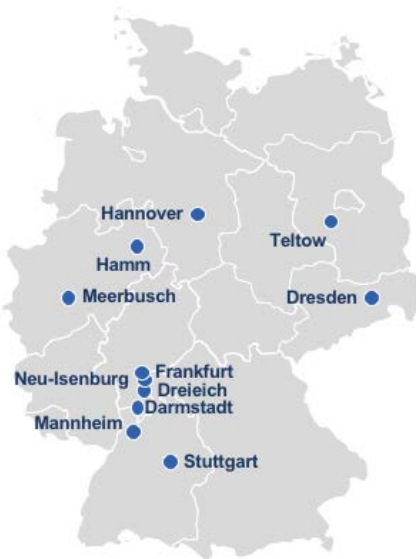 Hannover
Teltow
Hamm
Meerbusch
Dresden
Frankfurt
Neu-Isenburg
Dreieich
Darmstadt
Mannheim
Stuttgart